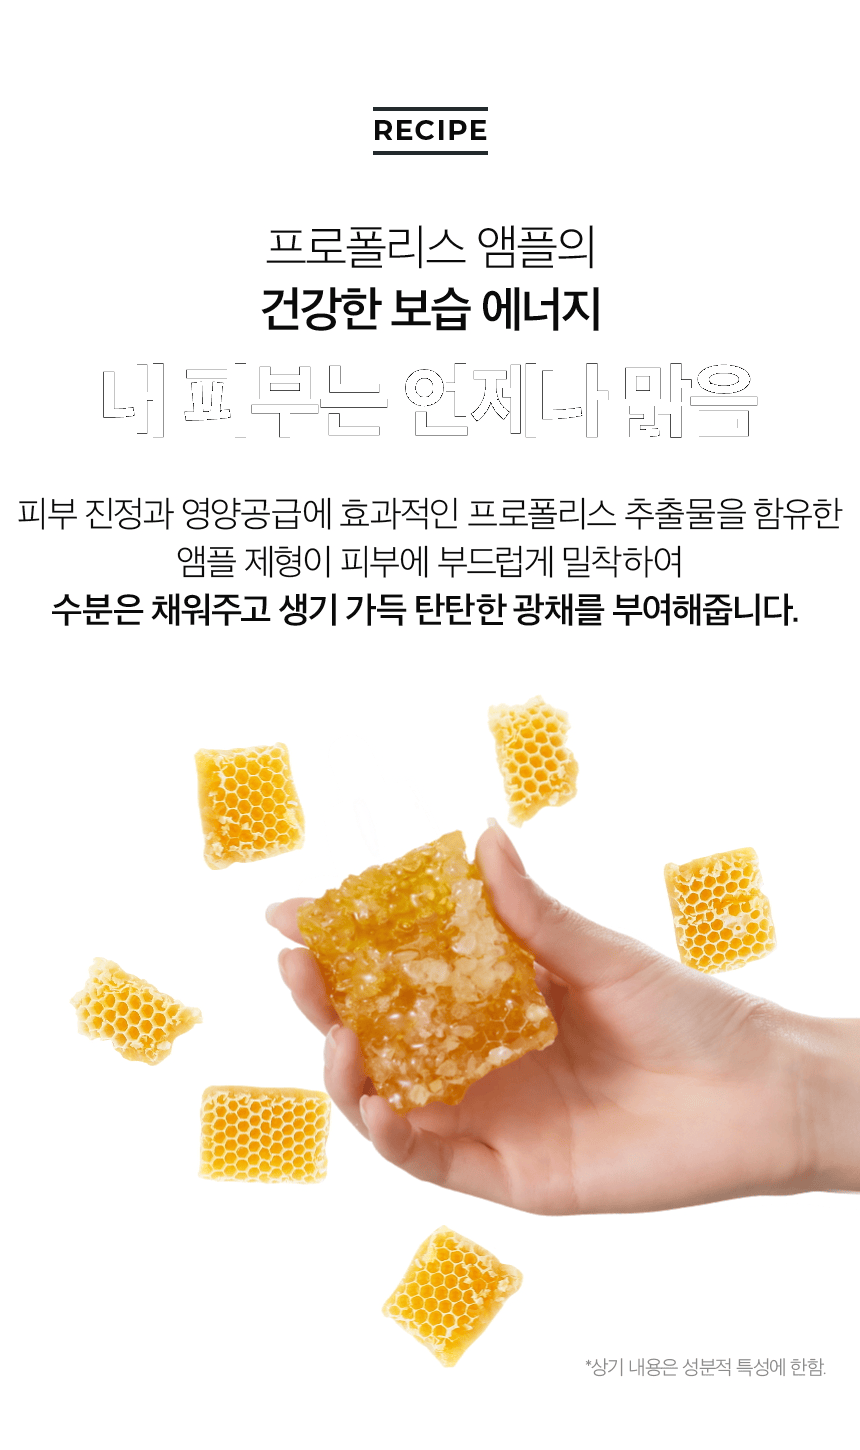 RECIPE
프로폴리스 앰플의
건강한 보습 에너지
내 피부는 언제나 맑음
피부 진정과 영양공급에 효과적인 프로폴리스 추출물을 함유한
앰플 제형이 피부에 부드럽게 밀착하여
수분은 채워주고 생기 가득 탄탄한 광채를 부여해줍니다.
*상기 내용은 성분적 특성에 한함.